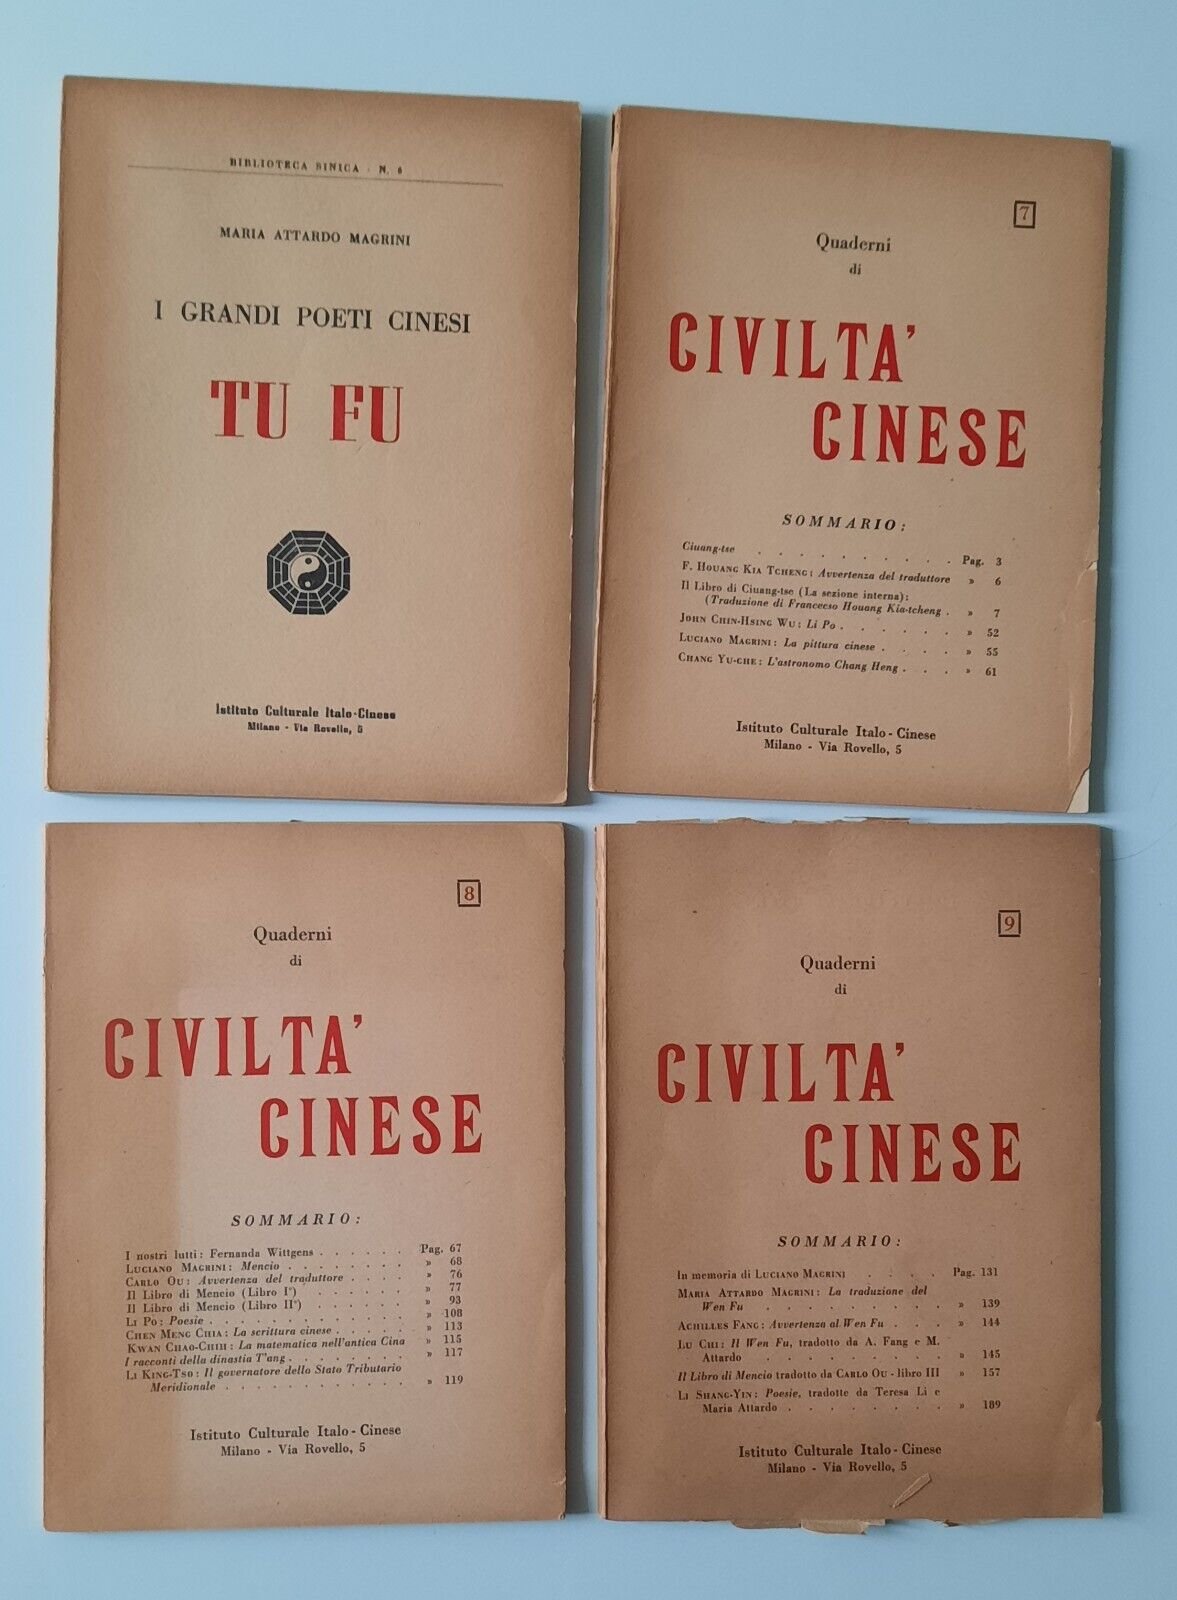 BIBLIOTECA SINICA - N. 6
MARIA ATTARDO MAGRINI
I GRANDI POETI CINESI
TU FU
Istituto Culturale Italo-Cinese
Milano - Via Rovello, 5
7
Quaderni
di
CIVILTA'
CINESE
SOMMARIO:
Ciuang-tse . . . . . . . . . Pag. 3
F. HOUANG KIA TCHENG: Avvertenza del traduttore » 6
Il Libro di Ciuang-tse (La sezione interna):
(Traduzione di Francecso Houang Kia-tcheng . » 7
JOHN CHIN-HSING WU: Li Po . . . . . . » 52
LUCIANO MAGRINI: La pittura cinese . . . . » 55
CHANG YU-CHE: L'astronomo Chang Heng . . . » 61
Istituto Culturale Italo-Cinese
Milano - Via Rovello, 5
8
Quaderni
di
CIVILTA'
CINESE
SOMMARIO:
I nostri lutti: Fernanda Wittgens . . . . . . Pag. 67
LUCIANO MAGRINI: Mencio . . . . . . . . » 68
CARLO OU: Avvertenza del traduttore . . . . » 76
Il Libro di Mencio (Libro I°) . . . . . . » 77
Il Libro di Mencio (Libro II°) . . . . . . » 93
LI PO: Poesie . . . . . . . . . . . » 108
CHEN MENG CHIA: La scrittura cinese . . . . . » 113
KWAN CHAO-CHIH: La matematica nell'antica Cina » 115
I racconti della dinastia T'ang . . . . . . . » 117
LI KING-TSO: Il governatore dello Stato Tributario
Meridionale . . . . . . . . . . . » 119
Istituto Culturale Italo-Cinese
Milano - Via Rovello, 5
9
Quaderni
di
CIVILTA'
CINESE
SOMMARIO:
In memoria di LUCIANO MAGRINI . . . . Pag. 131
MARIA ATTARDO MAGRINI: La traduzione del
Wen Fu . . . . . . . . . . » 139
ACHILLES FANG: Avvertenza al Wen Fu . . . » 144
LU CHI: Il Wen Fu, tradotto da A. Fang e M.
Attardo . . . . . . . . . . » 145
Il Libro di Mencio tradotto da CARLO OU - libro III » 157
LI SHANG-YIN: Poesie, tradotte da Teresa Li e
Maria Attardo . . . . . . . . » 189
Istituto Culturale Italo-Cinese
Milano - Via Rovello, 5